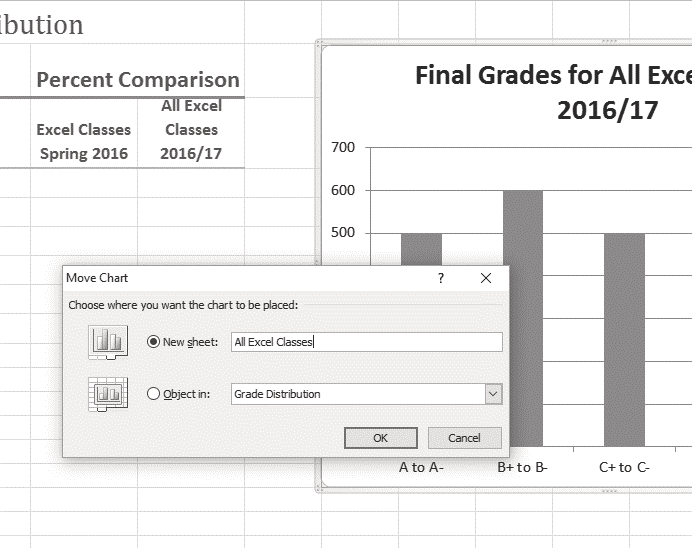 ibution
Percent Comparison
Excel Classes
Spring 2016
All Excel
Classes
2016/17
Final Grades for All Exce
2016/17
700
600
500
Move Chart
?
Choose where you want the chart to be placed:
New sheet:
All Excel Classes
Object in:
Grade Distribution
OK
Cancel
A to A-
B+ to B-
C+ to C-